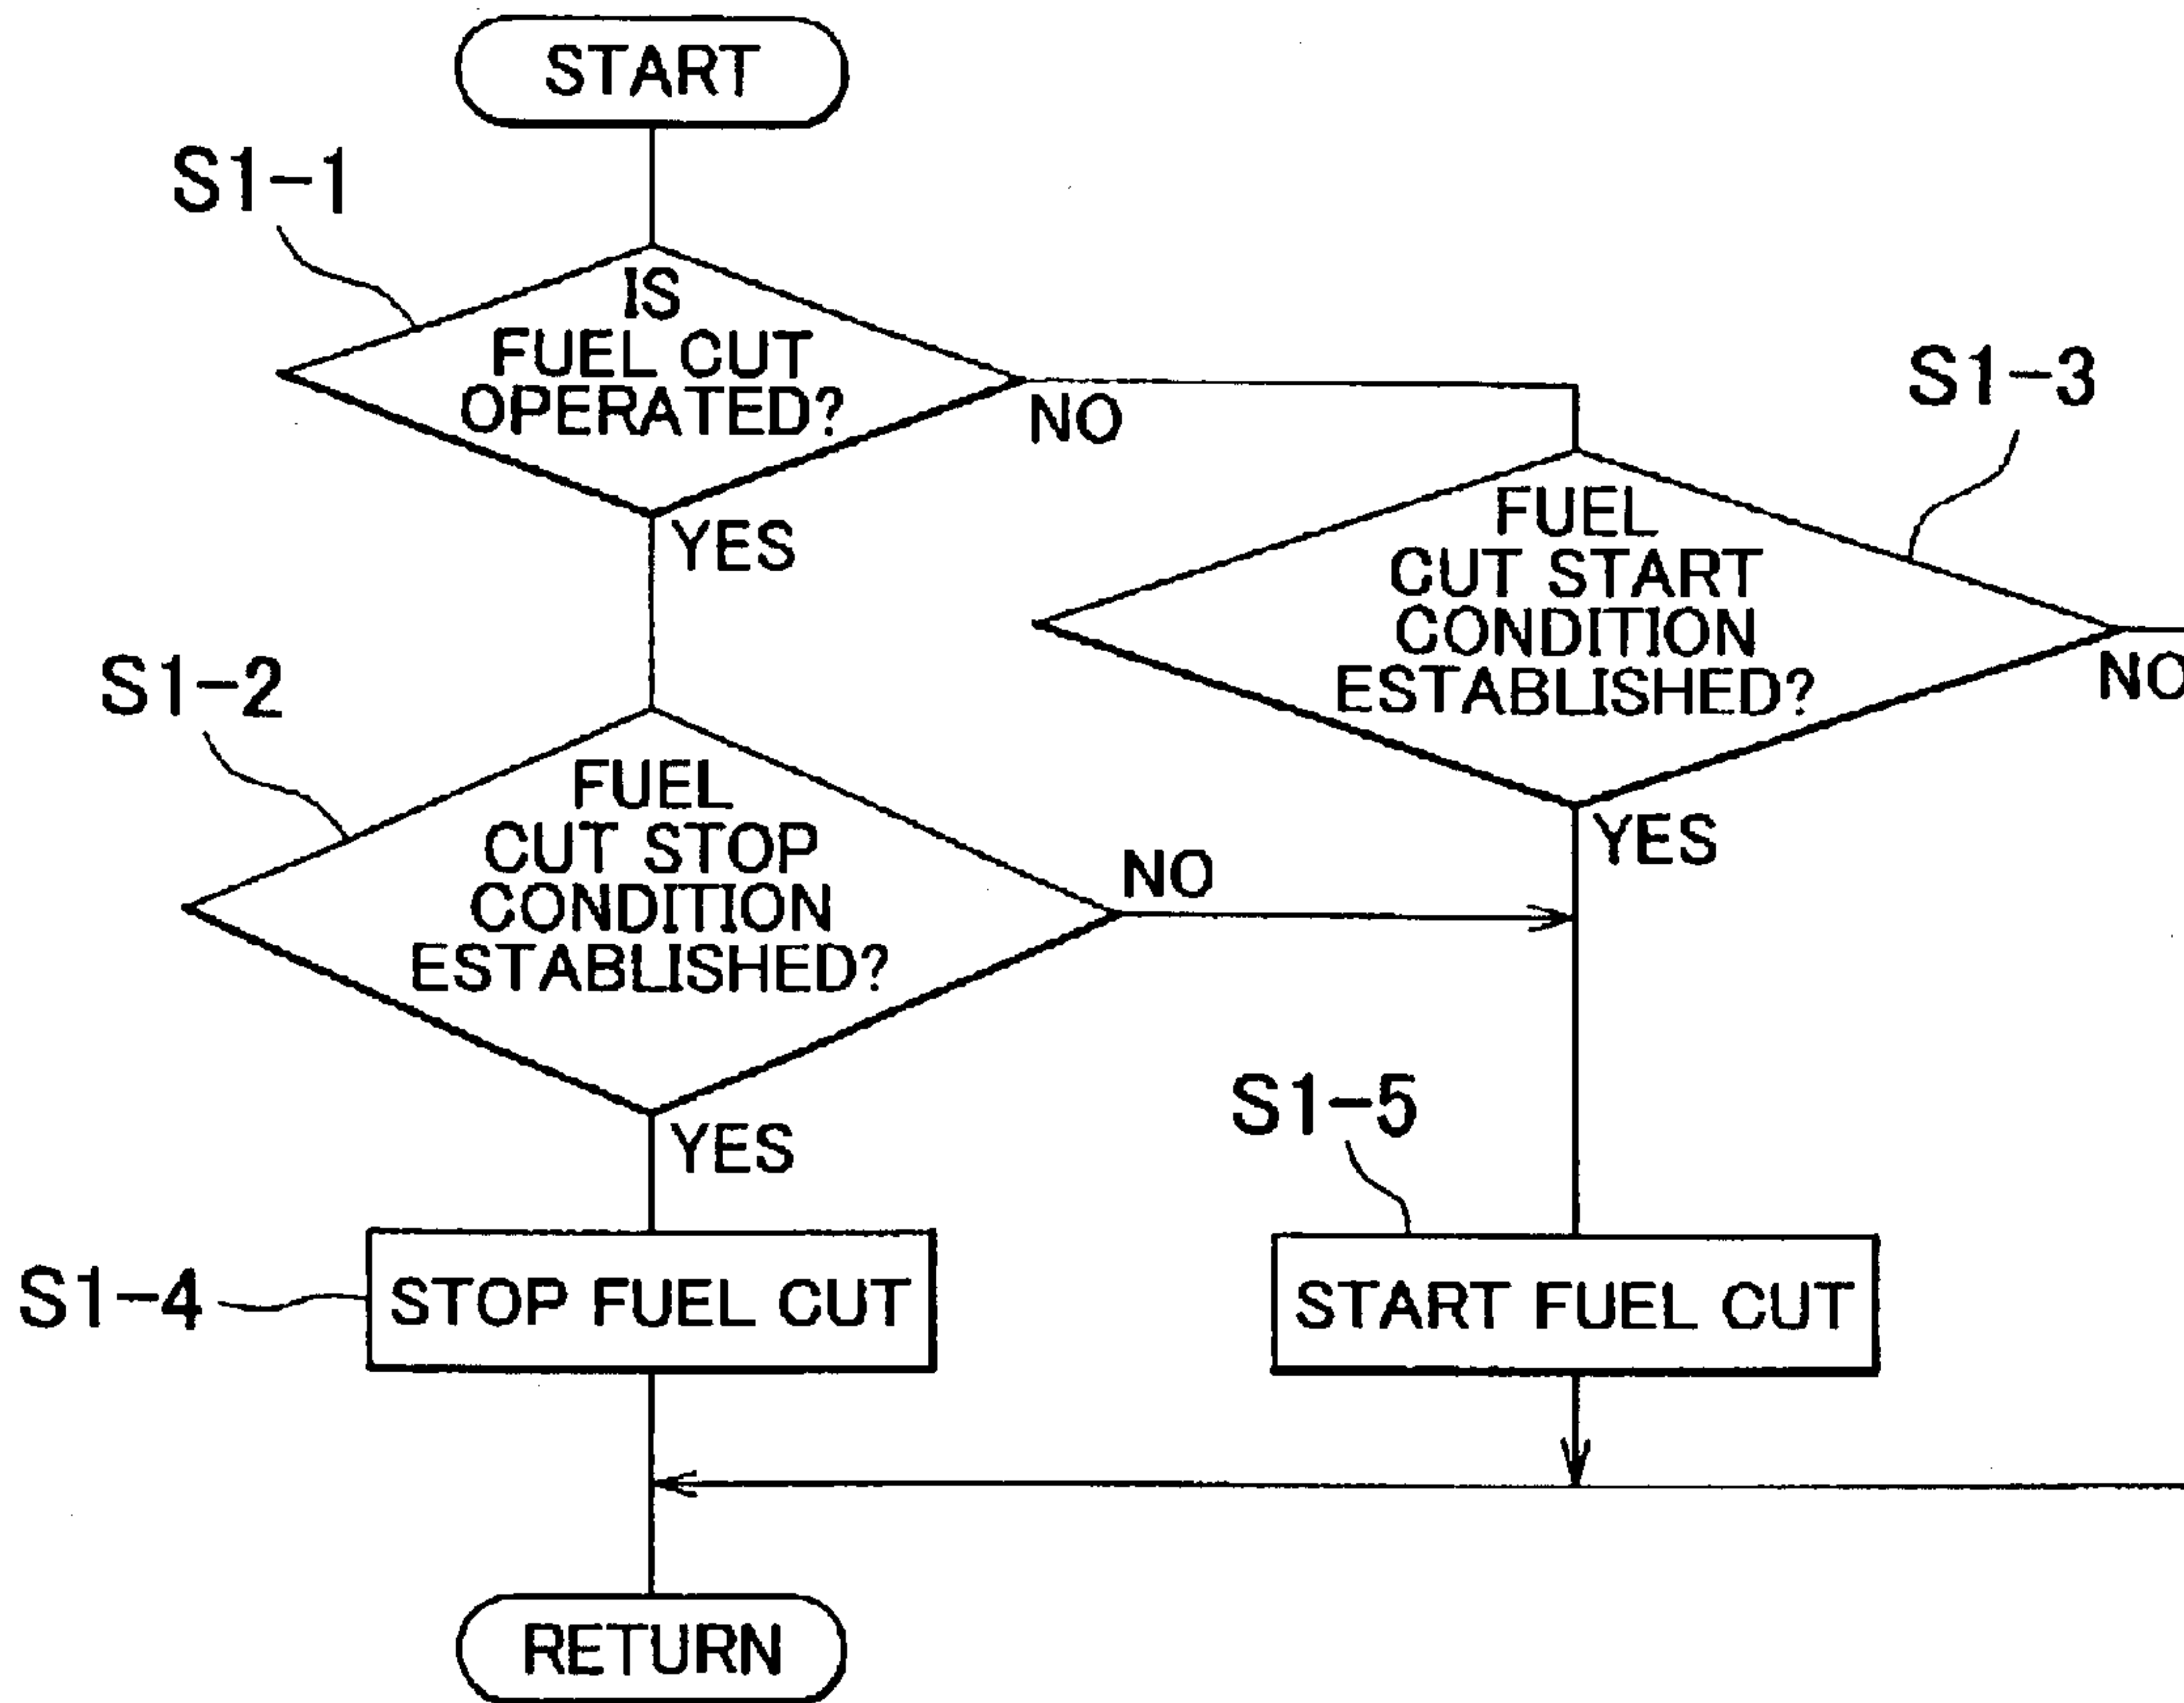 START
S1-1
IS
FUEL CUT
OPERATED?
NO
YES
S1-3
FUEL
CUT START
CONDITION
ESTABLISHED?
NO
YES
S1-2
FUEL
CUT STOP
CONDITION
ESTABLISHED?
NO
YES
S1-5
S1-4
STOP FUEL CUT
START FUEL CUT
RETURN